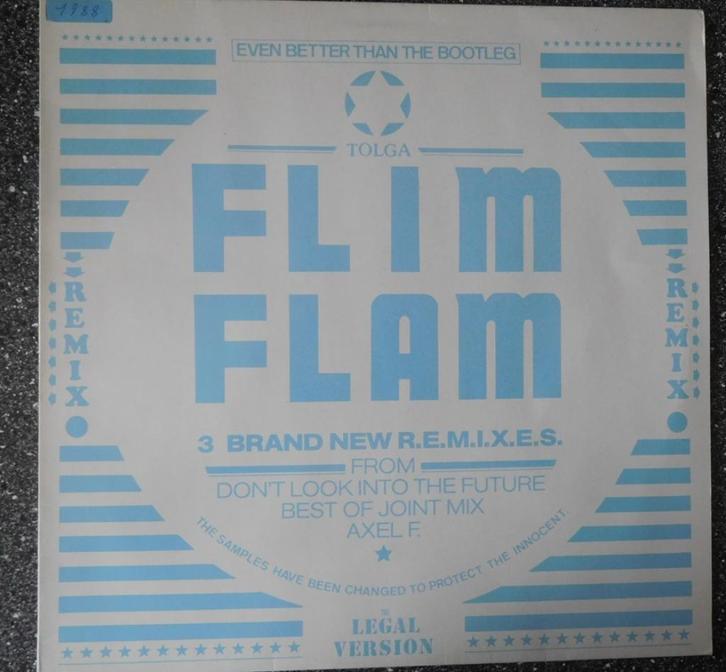 1988
EVEN BETTER THAN THE BOOTLEG
TOLGA
FLIM
FLAM
REMIX
REMIX
3 BRAND NEW R.E.M.I.X.E.S.
FROM
DON'T LOOK INTO THE FUTURE
BEST OF JOINT MIX
AXEL F.
THE SAMPLES HAVE BEEN CHANGED TO PROTECT THE INNOCENT.
THE
LEGAL
VERSION